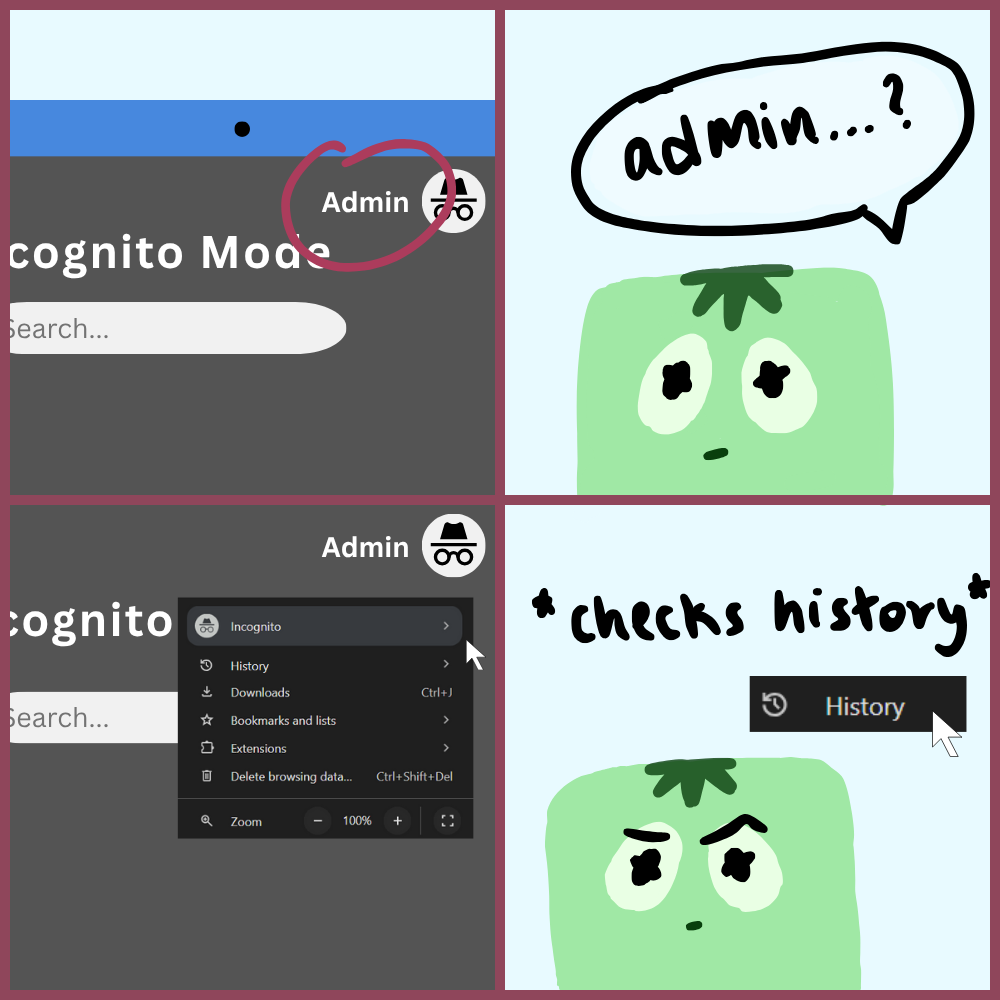 Admin
cognito Mode
Search...
admin...?
Admin
cognito
Search...
Incognito
History
Downloads Ctrl+J
Bookmarks and lists
Extensions
Delete browsing data... Ctrl+Shift+Del
Zoom − 100% +
*checks history*
History